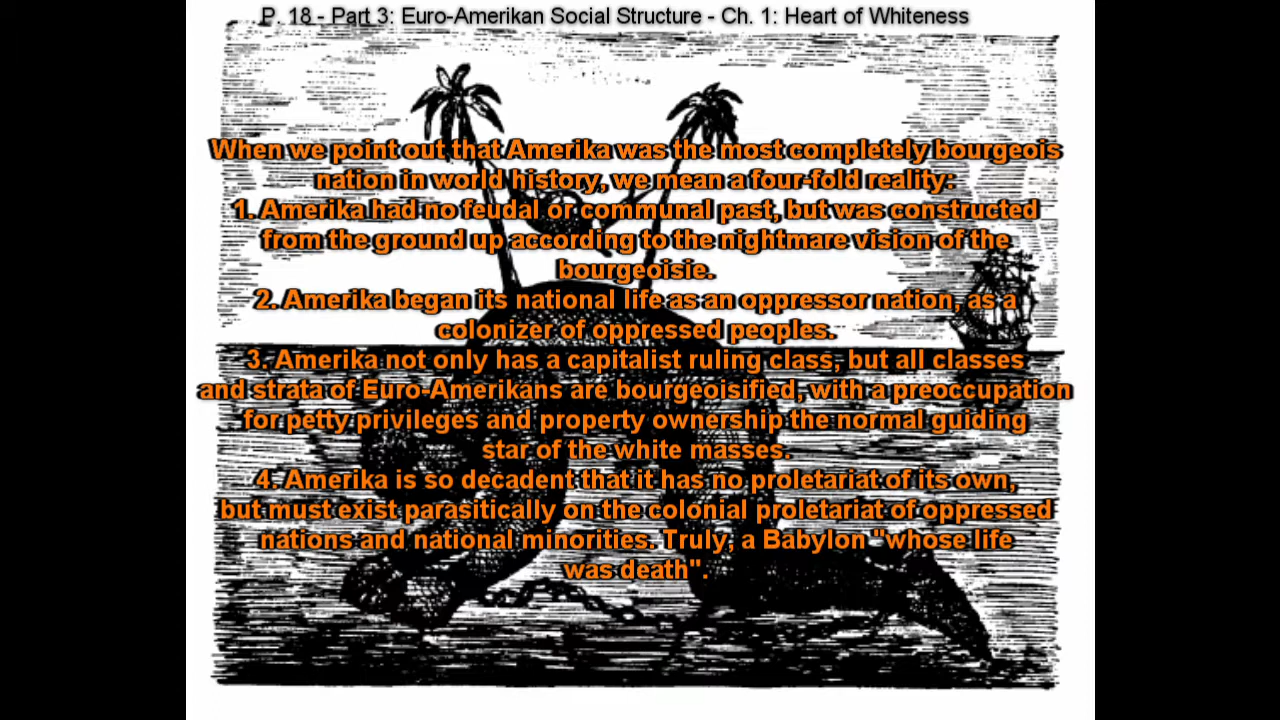 P. 18 - Part 3: Euro-Amerikan Social Structure - Ch. 1: Heart of Whiteness
When we point out that Amerika was the most completely bourgeois
nation in world history, we mean a four-fold reality:
1. Amerika had no feudal or communal past, but was constructed
from the ground up according to the nightmare vision of the
bourgeoisie.
2. Amerika began its national life as an oppressor nation, as a
colonizer of oppressed peoples.
3. Amerika not only has a capitalist ruling class, but all classes
and strata of Euro-Amerikans are bourgeoisified, with a preoccupation
for petty privileges and property ownership the normal guiding
star of the white masses.
4. Amerika is so decadent that it has no proletariat of its own,
but must exist parasitically on the colonial proletariat of oppressed
nations and national minorities. Truly, a Babylon "whose life
was death".